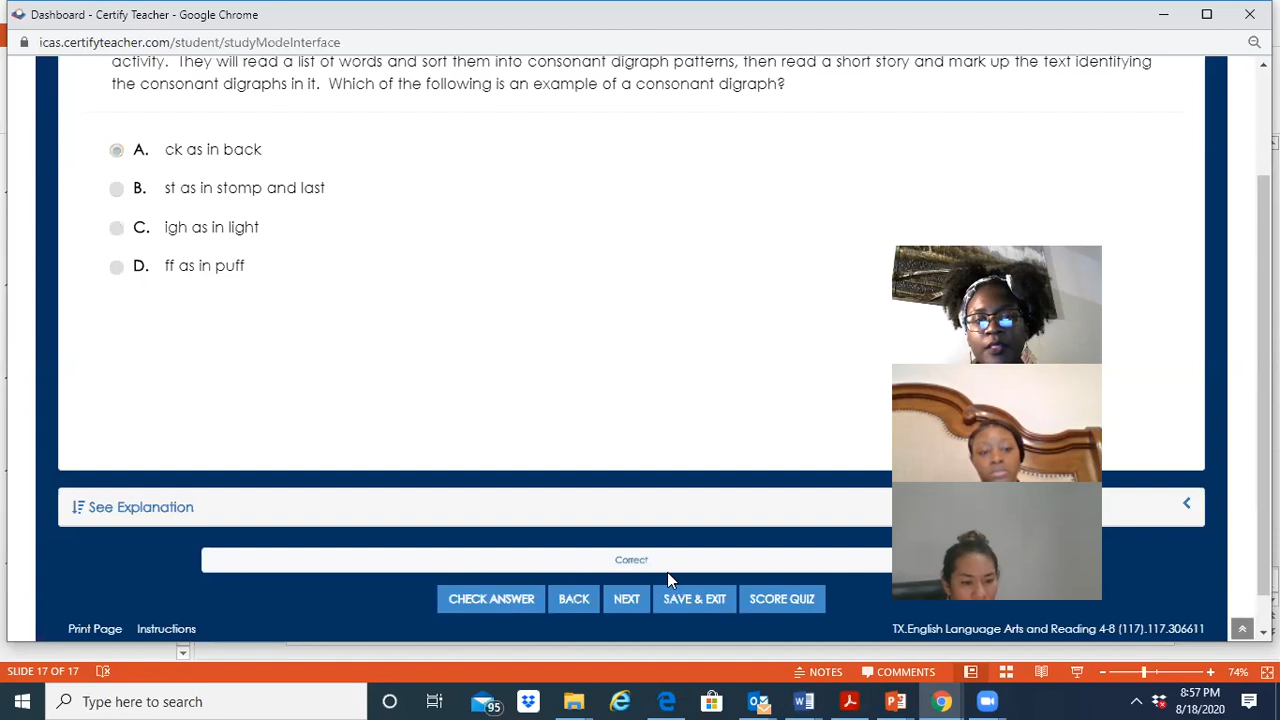 Dashboard - Certify Teacher - Google Chrome
icas.certifyteacher.com/student/studyModeInterface
activity. They will read a list of words and sort them into consonant digraph patterns, then read a short story and mark up the text identifying
the consonant digraphs in it. Which of the following is an example of a consonant digraph?
A. ck as in back
B. st as in stomp and last
C. igh as in light
D. ff as in puff
See Explanation
Correct
CHECK ANSWER BACK NEXT SAVE & EXIT SCORE QUIZ
Print Page Instructions TX.English Language Arts and Reading 4-8 (117).117.306611
SLIDE 17 OF 17 NOTES COMMENTS 74%
Type here to search 95 8:57 PM
8/18/2020